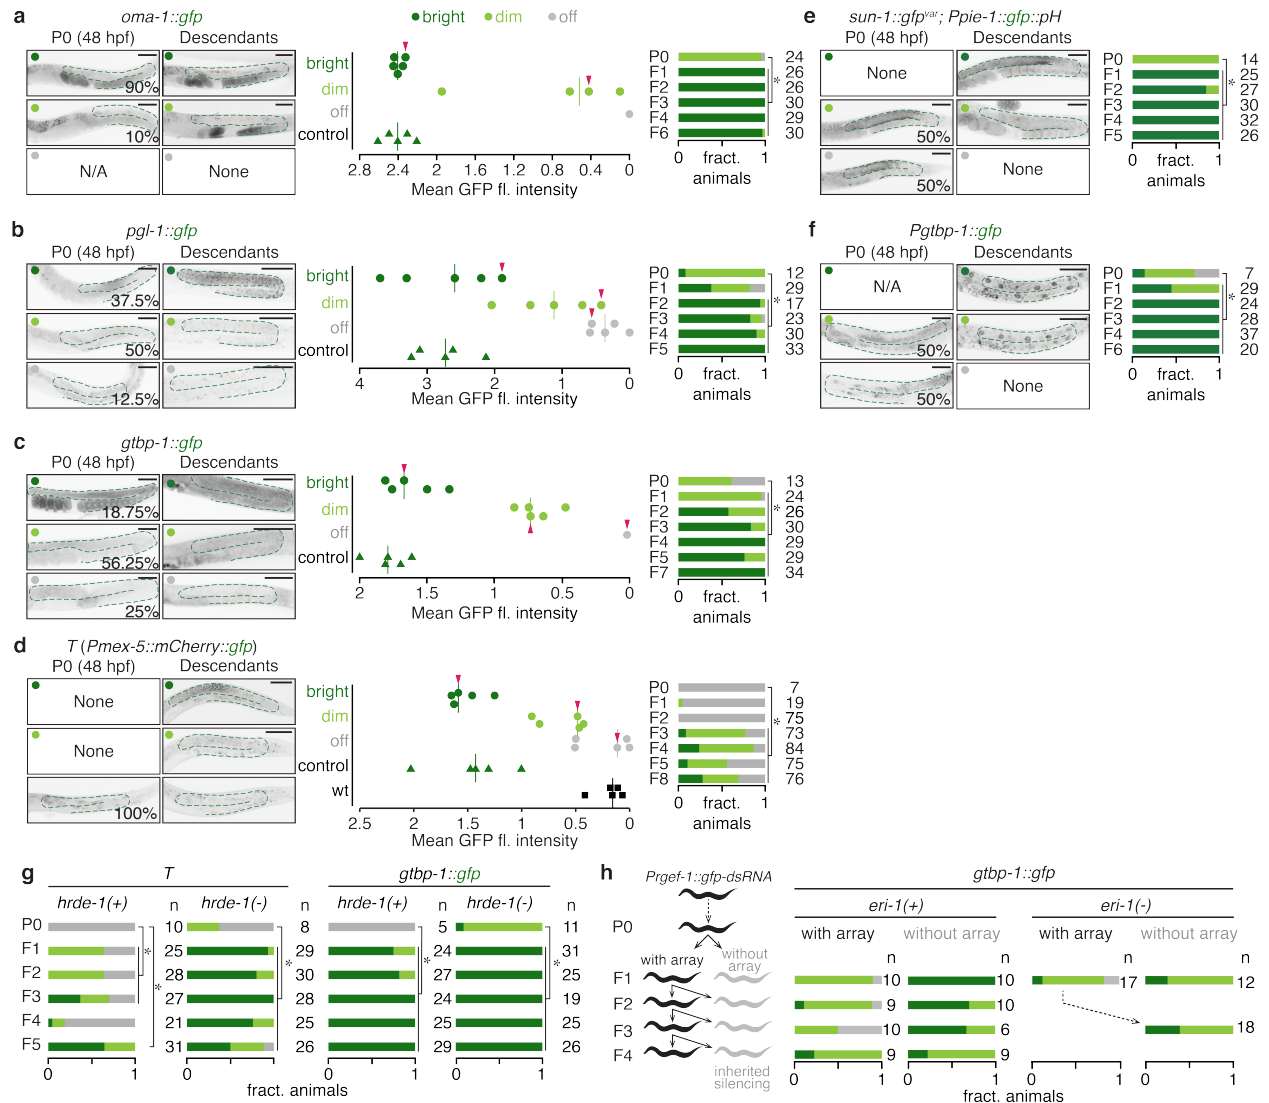 a
oma-1::gfp
P0 (48 hpf)
Descendants
90%
10%
N/A
None
bright
dim
off
bright
dim
off
control
2.8
2.4
2
1.6
1.2
0.8
0.4
0
Mean GFP fl. intensity
P0 24
F1 26
F2 26
F3 30
F4 29
F6 30
*
0 fract. 1
animals
e
sun-1::gfpvar; Ppie-1::gfp::pH
P0 (48 hpf)
Descendants
None
50%
50%
None
P0 14
F1 25
F2 27
F3 30
F4 32
F5 26
*
0 fract. 1
animals
b
pgl-1::gfp
P0 (48 hpf)
Descendants
37.5%
50%
12.5%
bright
dim
off
control
4
3
2
1
0
Mean GFP fl. intensity
P0 12
F1 29
F2 17
F3 23
F4 30
F5 33
*
0 fract. 1
animals
f
Pgtbp-1::gfp
P0 (48 hpf)
Descendants
N/A
50%
50%
None
P0 7
F1 29
F2 24
F3 28
F4 37
F6 20
*
0 fract. 1
animals
c
gtbp-1::gfp
P0 (48 hpf)
Descendants
18.75%
56.25%
25%
bright
dim
off
control
2
1.5
1
0.5
0
Mean GFP fl. intensity
P0 13
F1 24
F2 26
F3 30
F4 29
F5 29
F7 34
*
0 fract. 1
animals
d
T (Pmex-5::mCherry::gfp)
P0 (48 hpf)
Descendants
None
None
100%
bright
dim
off
control
wt
2.5
2
1.5
1
0.5
0
Mean GFP fl. intensity
P0 7
F1 19
F2 75
F3 73
F4 84
F5 75
F8 76
*
0 fract. 1
animals
g
T
gtbp-1::gfp
hrde-1(+) n hrde-1(-) n hrde-1(+) n hrde-1(-) n
P0 10 8 5 11
F1 25 29 24 31
F2 28 30 27 25
F3 27 28 24 19
F4 21 25 25 25
F5 31 26 29 26
* * * * *
0 1 0 1 0 1 0 1
fract. animals
h
Prgef-1::gfp-dsRNA
P0
with array
without array
F1
F2
F3
F4
inherited
silencing
gtbp-1::gfp
eri-1(+)
eri-1(-)
with array
without array
with array
without array
n n n n
10 10 17 12
9 10
10 6 18
9 9
0 1 0 1 0 1 0 1
fract. animals